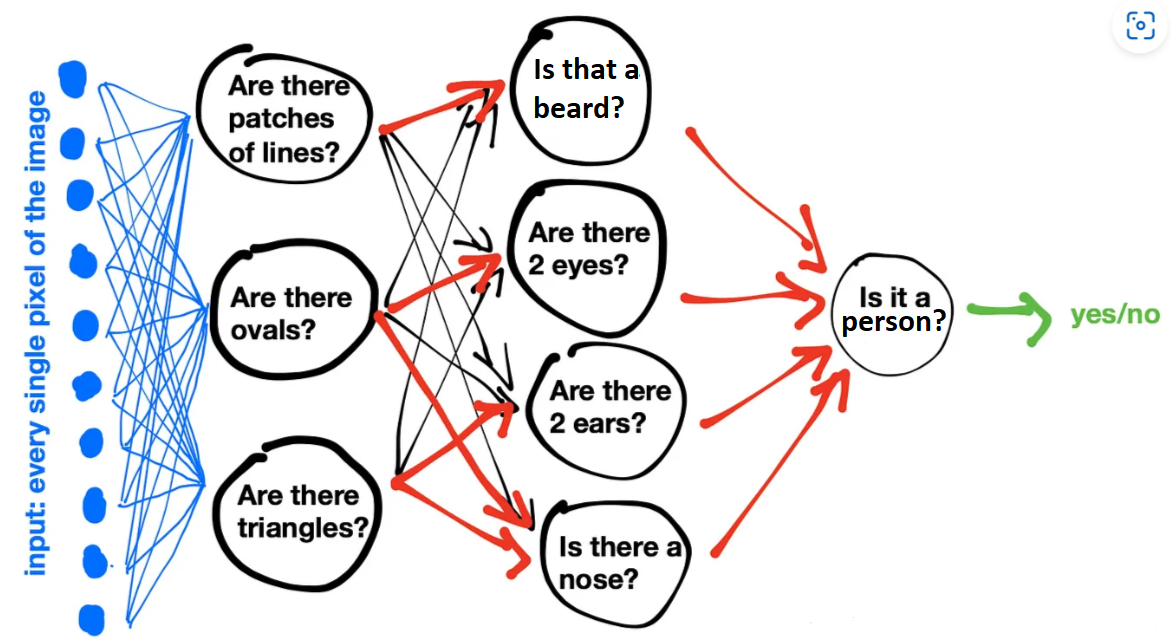 input: every single pixel of the image
Are there
patches
of lines?
Are there
ovals?
Are there
triangles?
Is that a
beard?
Are there
2 eyes?
Are there
2 ears?
Is there a
nose?
Is it a
person?
yes/no